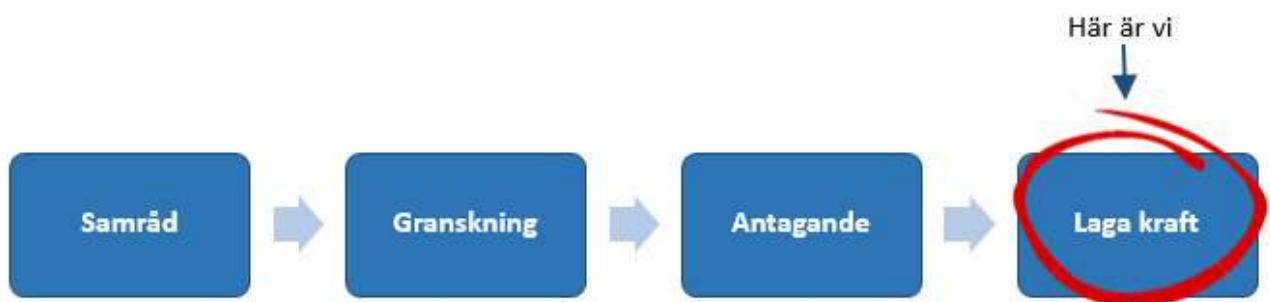 Här är vi
Samråd
Granskning
Antagande
Laga kraft